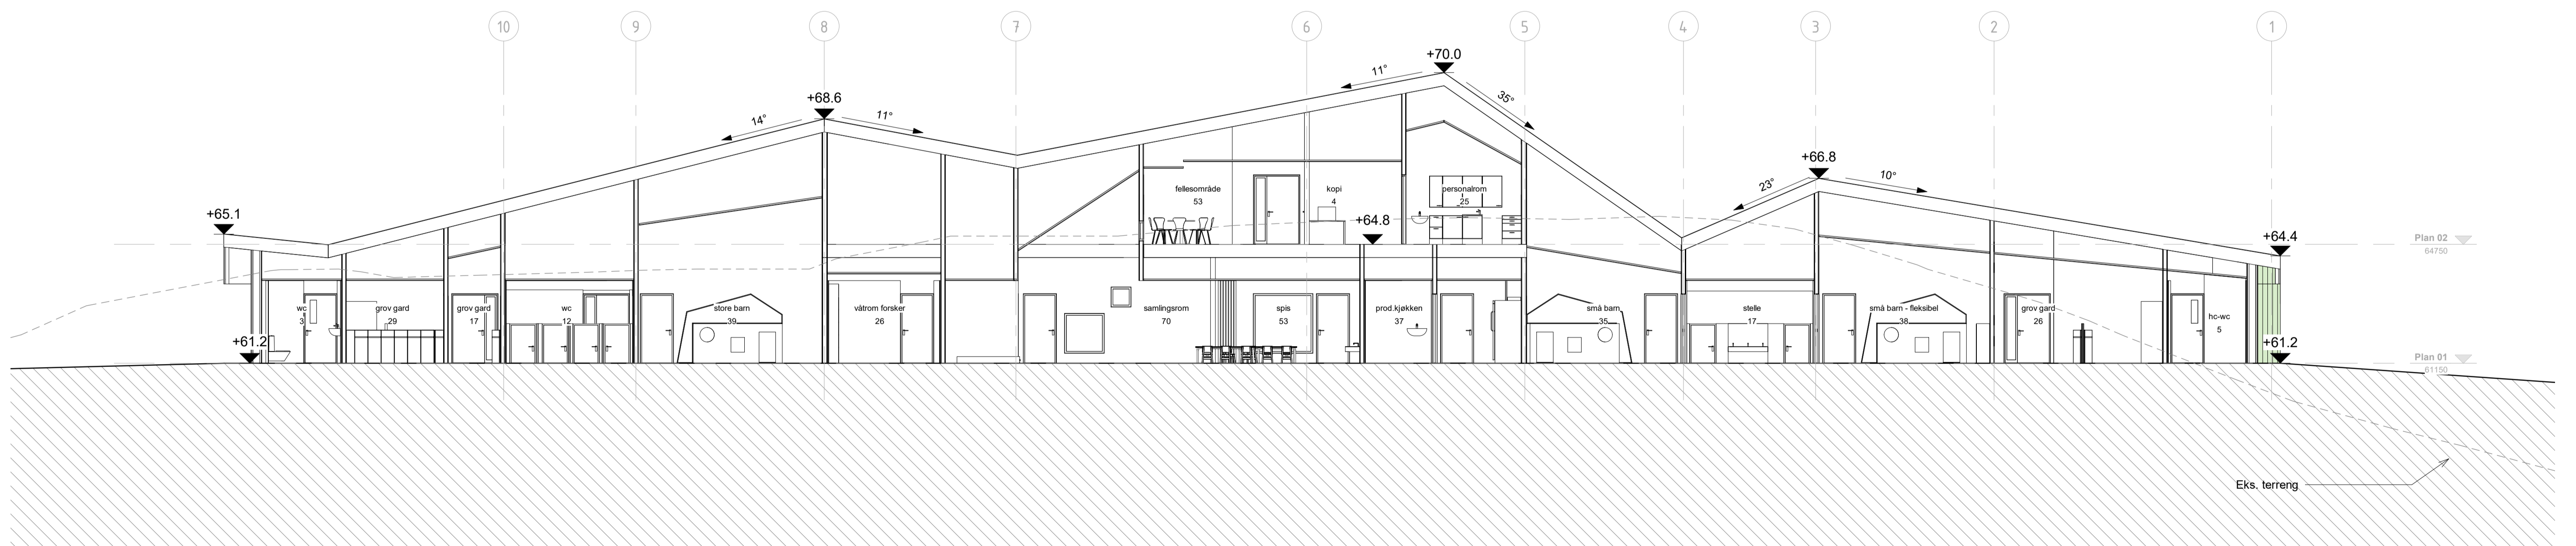 10 9 8 7 6 5 4 3 2 1
+70.0
11° 35°
+68.6
14° 11°
+66.8
23° 10°
+65.1
fellesområde
53
kopi
4
personalrom
25
+64.8
+64.4
Plan 02
64750
wc
3
grov gard
29
grov gard
17
wc
12
store barn
39
våtrom forsker
26
samlingsrom
70
spis
53
prod.kjøkken
37
små barn
35
stelle
17
små barn - fleksibel
38
grov gard
26
hc-wc
5
+61.2
+61.2
Plan 01
61150
Eks. terreng